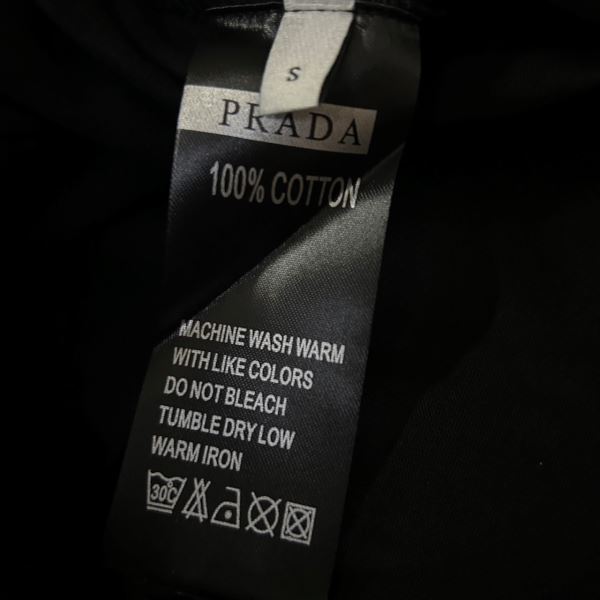 S
PRADA
100% COTTON
MACHINE WASH WARM
WITH LIKE COLORS
DO NOT BLEACH
TUMBLE DRY LOW
WARM IRON
30C